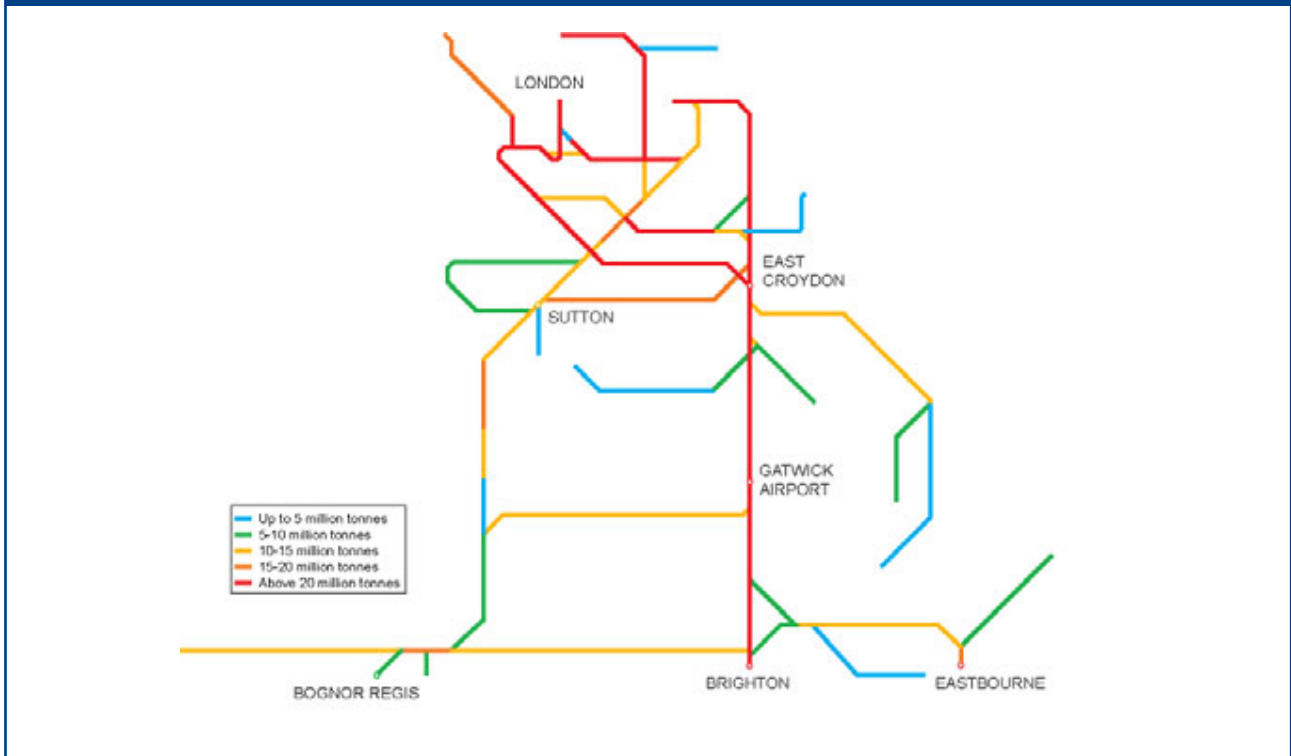 LONDON
EAST
CROYDON
SUTTON
GATWICK
AIRPORT
Up to 5 million tonnes
5-10 million tonnes
10-15 million tonnes
15-20 million tonnes
Above 20 million tonnes
BOGNOR REGIS
BRIGHTON
EASTBOURNE